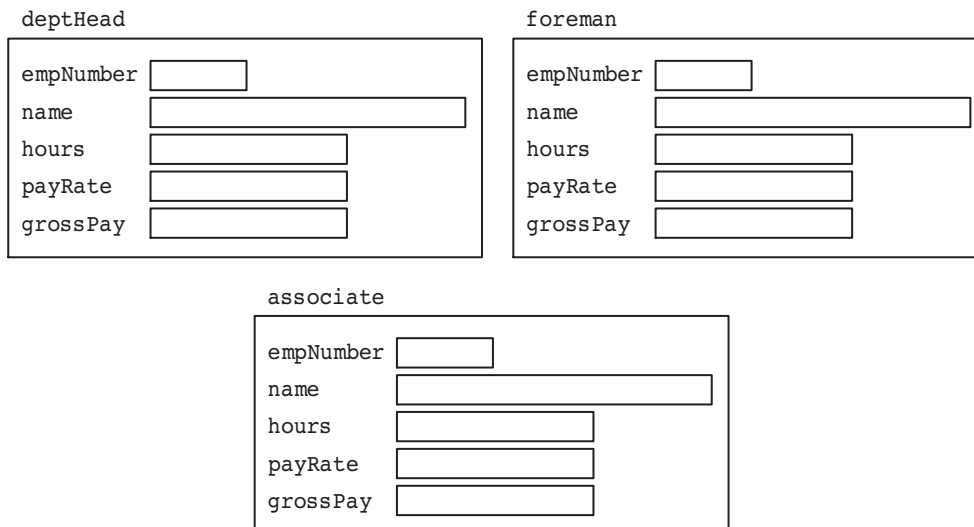 deptHead
empNumber
name
hours
payRate
grossPay
foreman
empNumber
name
hours
payRate
grossPay
associate
empNumber
name
hours
payRate
grossPay